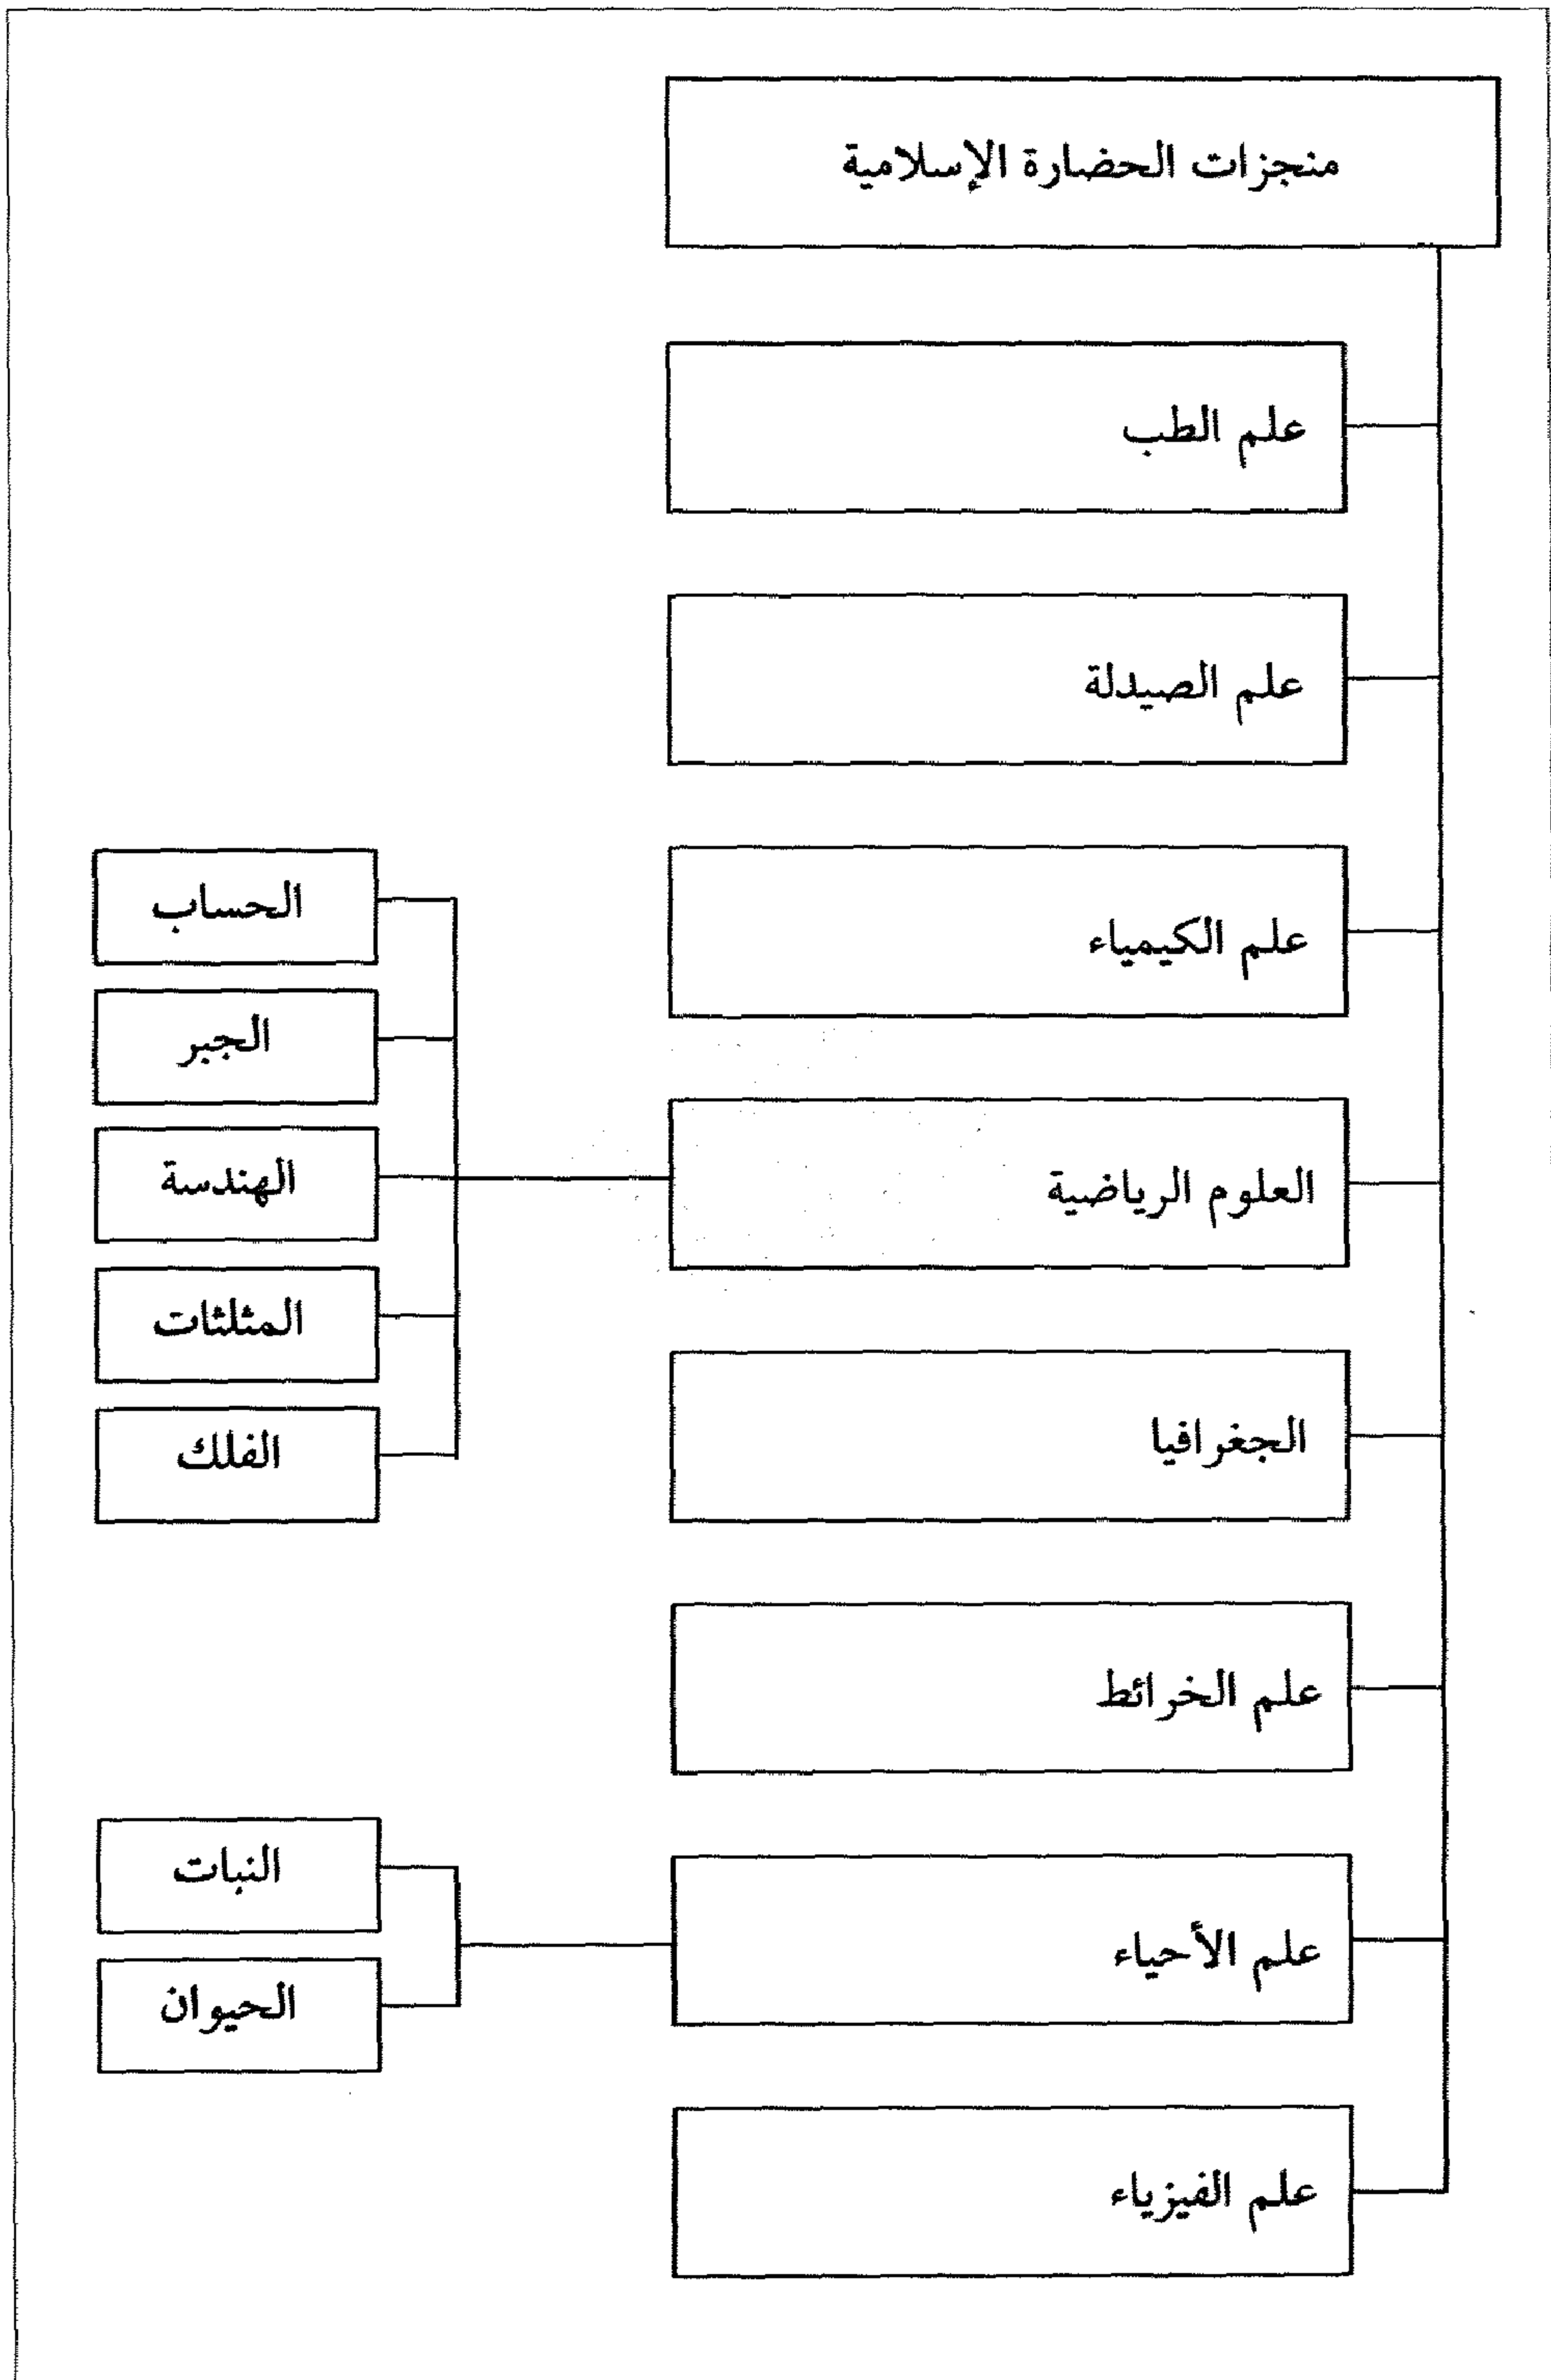 منجزات الحضارة الإسلامية
علم الطب
علم الصيدلة
علم الكيمياء
العلوم الرياضية
الحساب
الجبر
الهندسة
المثلثات
الفلك
الجغرافيا
علم الخرائط
علم الأحياء
النبات
الحيوان
علم الفيزياء